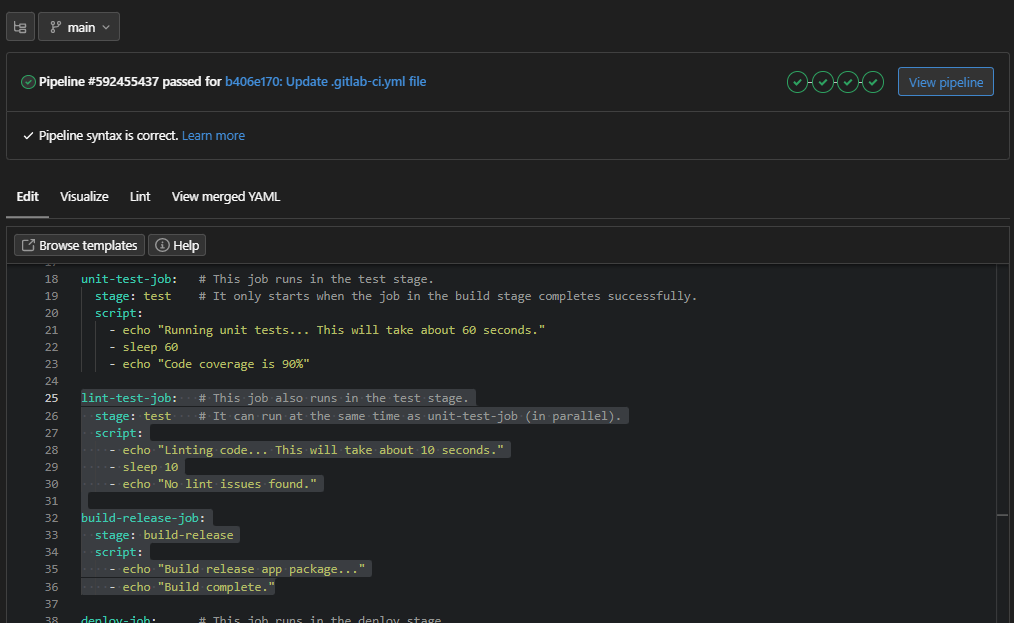 main
Pipeline #592455437 passed for b406e170: Update .gitlab-ci.yml file
View pipeline
Pipeline syntax is correct. Learn more
Edit Visualize Lint View merged YAML
Browse templates Help
17
18 unit-test-job:   # This job runs in the test stage.
19   stage: test    # It only starts when the job in the build stage completes successfully.
20   script:
21     - echo "Running unit tests... This will take about 60 seconds."
22     - sleep 60
23     - echo "Code coverage is 90%"
24
25 lint-test-job:   # This job also runs in the test stage.
26   stage: test    # It can run at the same time as unit-test-job (in parallel).
27   script:
28     - echo "Linting code... This will take about 10 seconds."
29     - sleep 10
30     - echo "No lint issues found."
31
32 build-release-job:
33   stage: build-release
34   script:
35     - echo "Build release app package..."
36     - echo "Build complete."
37
38 deploy-job:      # This job runs in the deploy stage.